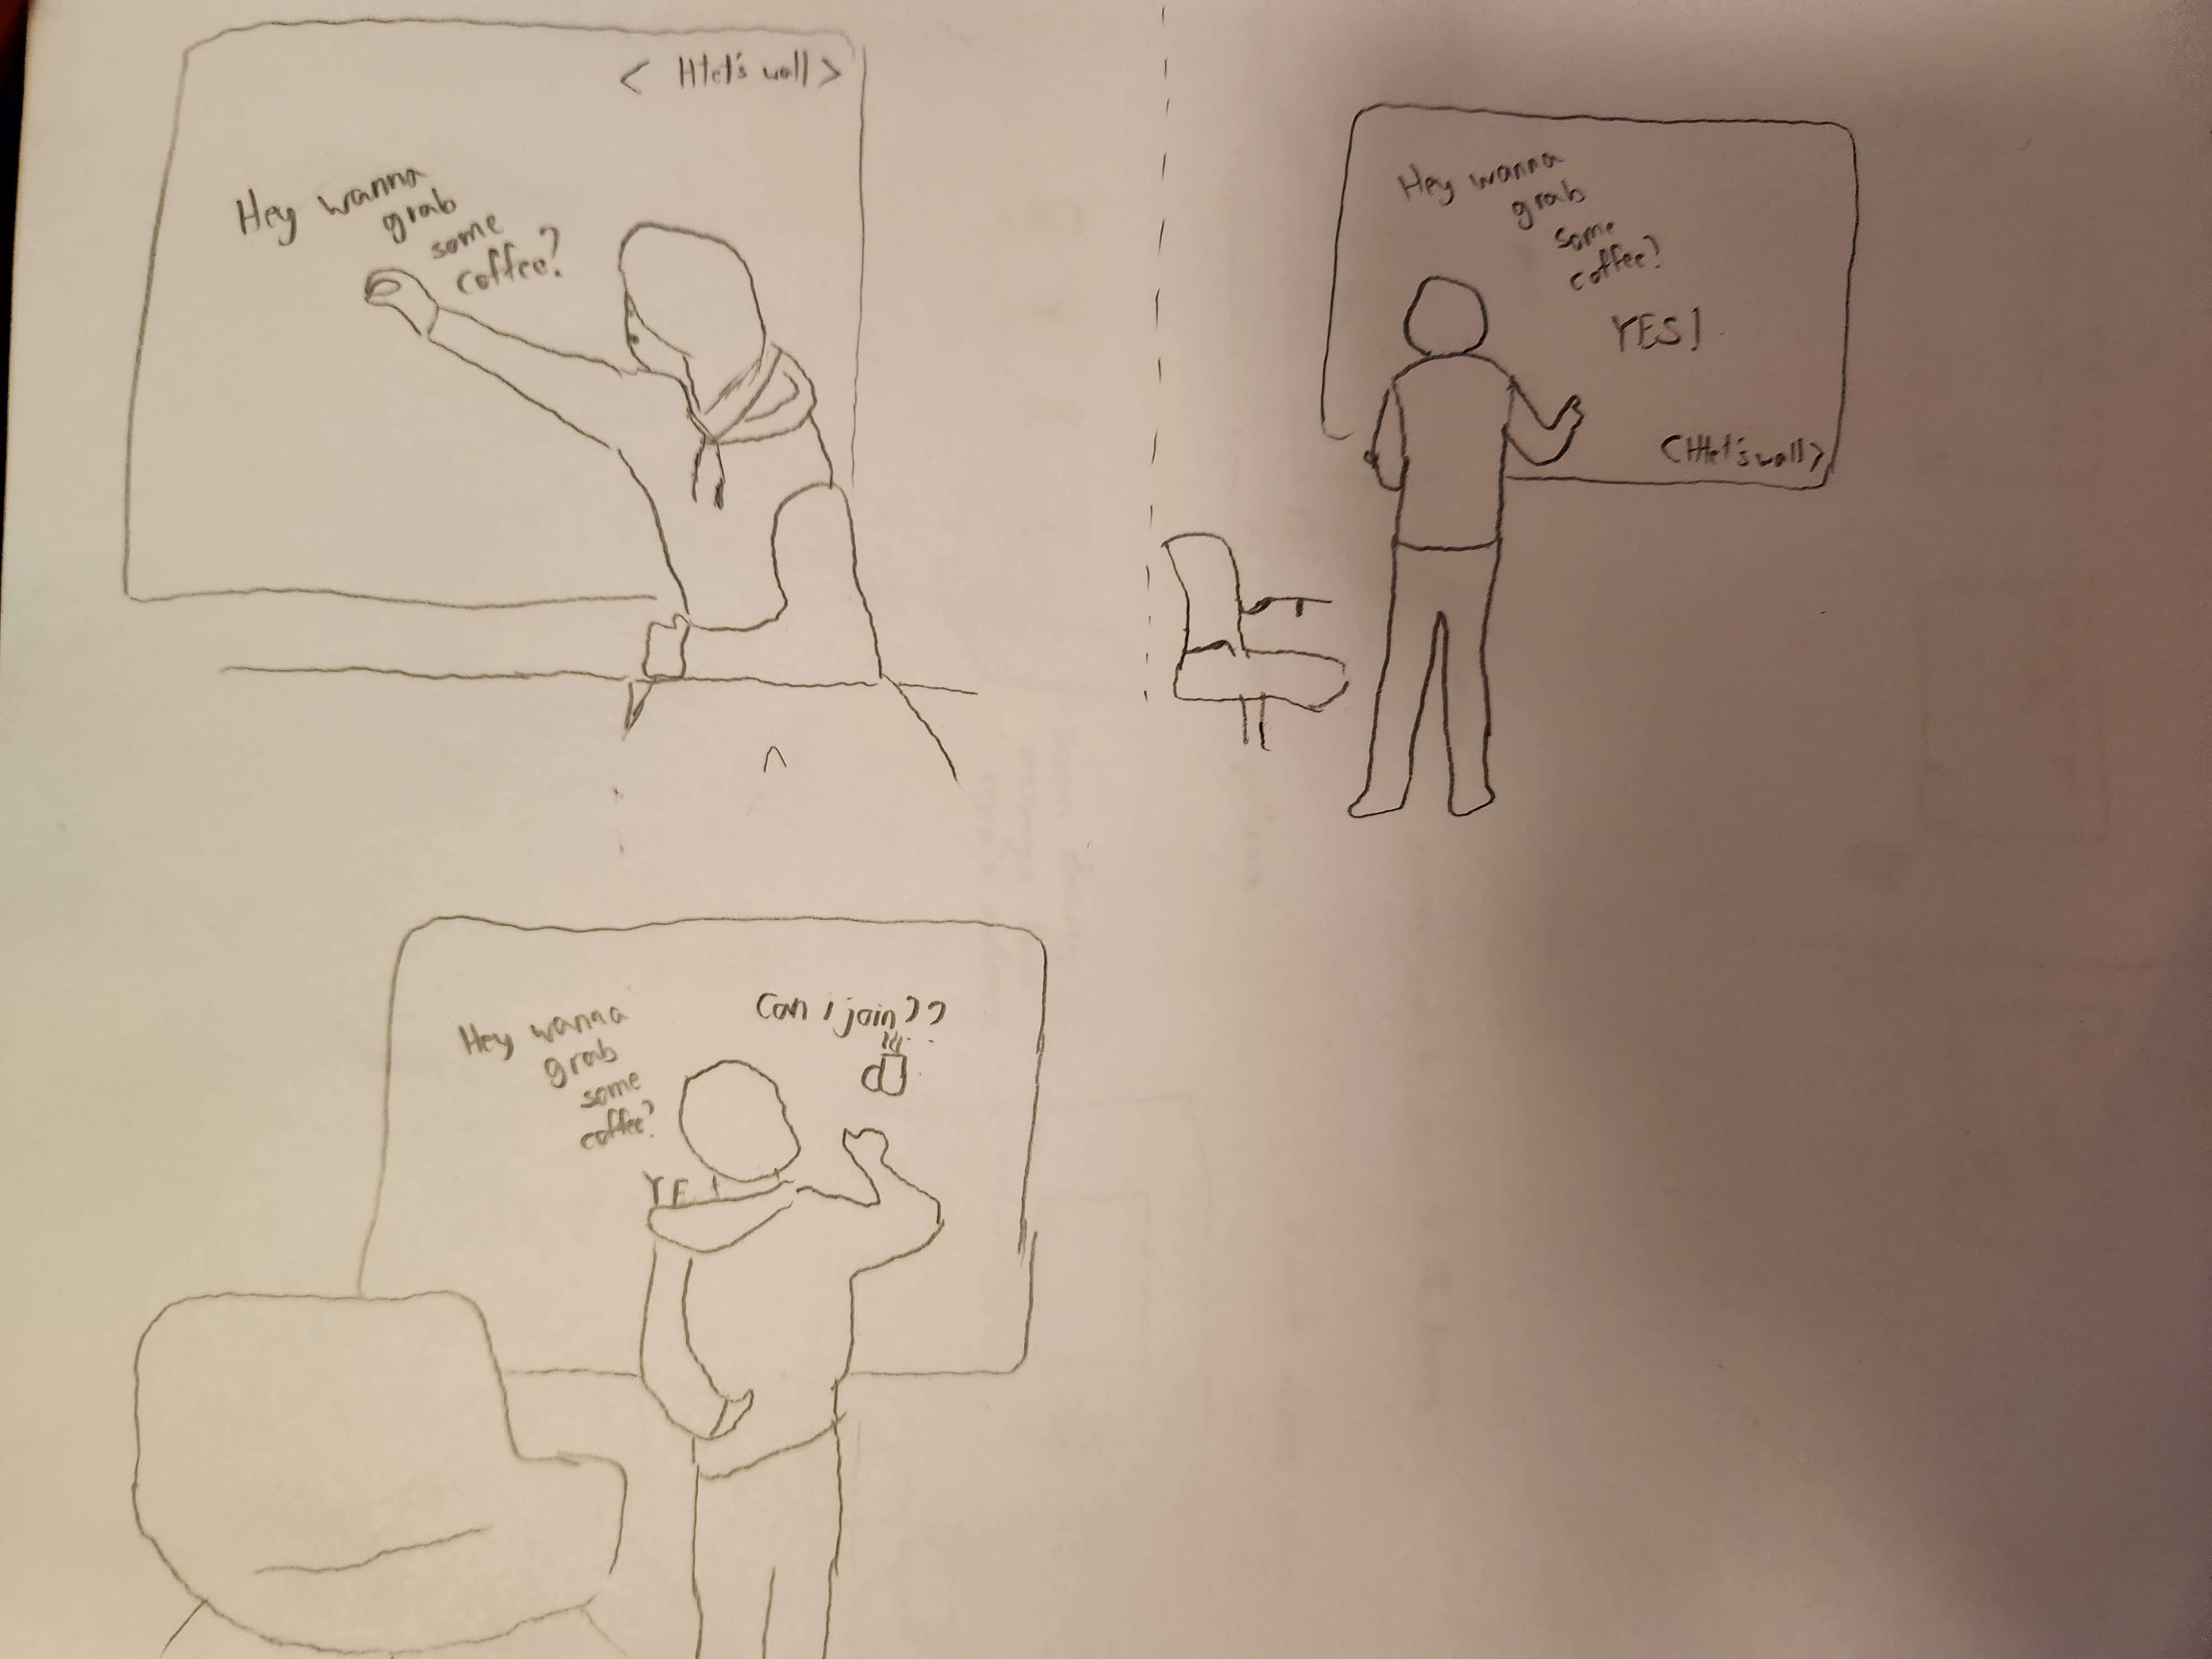 < Htet's wall >
Hey wanna
grab
some
coffee?
Hey wanna
grab
some
coffee?
YES!
<Htet's wall>
Can i join??
Hey wanna
grab
some
coffee?
YE